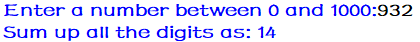 Enter a number between 0 and 1000:932
Sum up all the digits as: 14